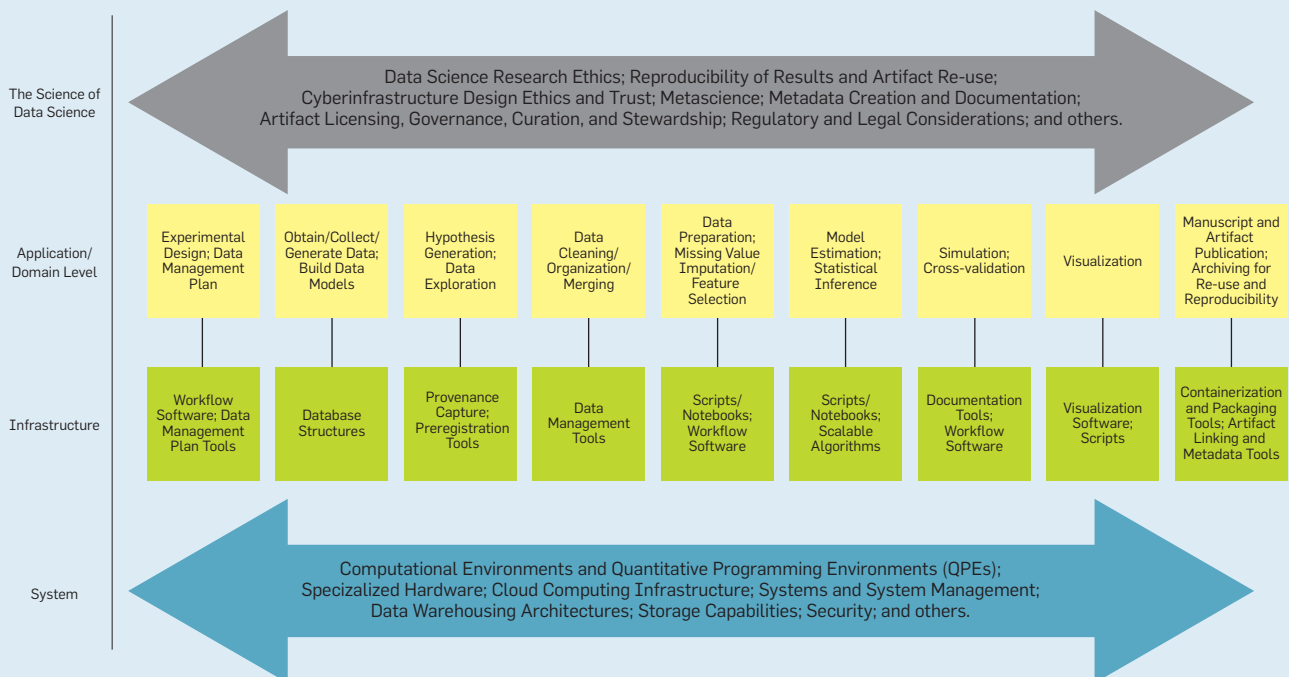 The Science of
Data Science
Data Science Research Ethics; Reproducibility of Results and Artifact Re-use;
Cyberinfrastructure Design Ethics and Trust; Metascience; Metadata Creation and Documentation;
Artifact Licensing, Governance, Curation, and Stewardship; Regulatory and Legal Considerations; and others.
Application/
Domain Level
Experimental
Design; Data
Management
Plan
Obtain/Collect/
Generate Data;
Build Data
Models
Hypothesis
Generation;
Data
Exploration
Data
Cleaning/
Organization/
Merging
Data
Preparation;
Missing Value
Imputation/
Feature
Selection
Model
Estimation;
Statistical
Inference
Simulation;
Cross-validation
Visualization
Manuscript and
Artifact
Publication;
Archiving for
Re-use and
Reproducibility
Infrastructure
Workflow
Software; Data
Management
Plan Tools
Database
Structures
Provenance
Capture;
Preregistration
Tools
Data
Management
Tools
Scripts/
Notebooks;
Workflow
Software
Scripts/
Notebooks;
Scalable
Algorithms
Documentation
Tools;
Workflow
Software
Visualization
Software;
Scripts
Containerization
and Packaging
Tools; Artifact
Linking and
Metadata Tools
System
Computational Environments and Quantitative Programming Environments (QPEs);
Specizalized Hardware; Cloud Computing Infrastructure; Systems and System Management;
Data Warehousing Architectures; Storage Capabilities; Security; and others.